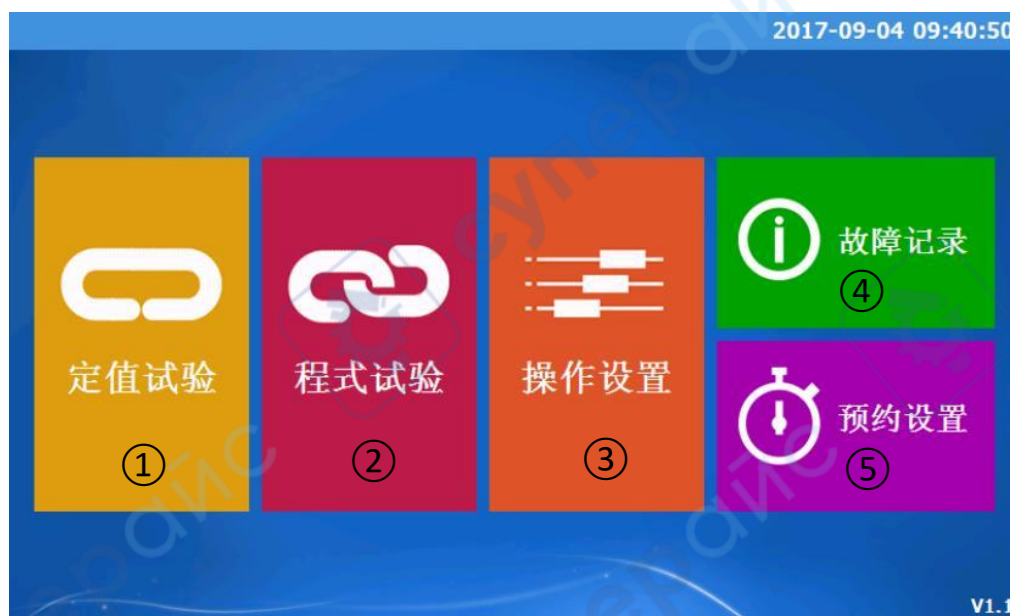 2017-09-04 09:40:50
定值试验
①
程式试验
②
操作设置
③
故障记录
④
预约设置
⑤
V1.1
суперайс